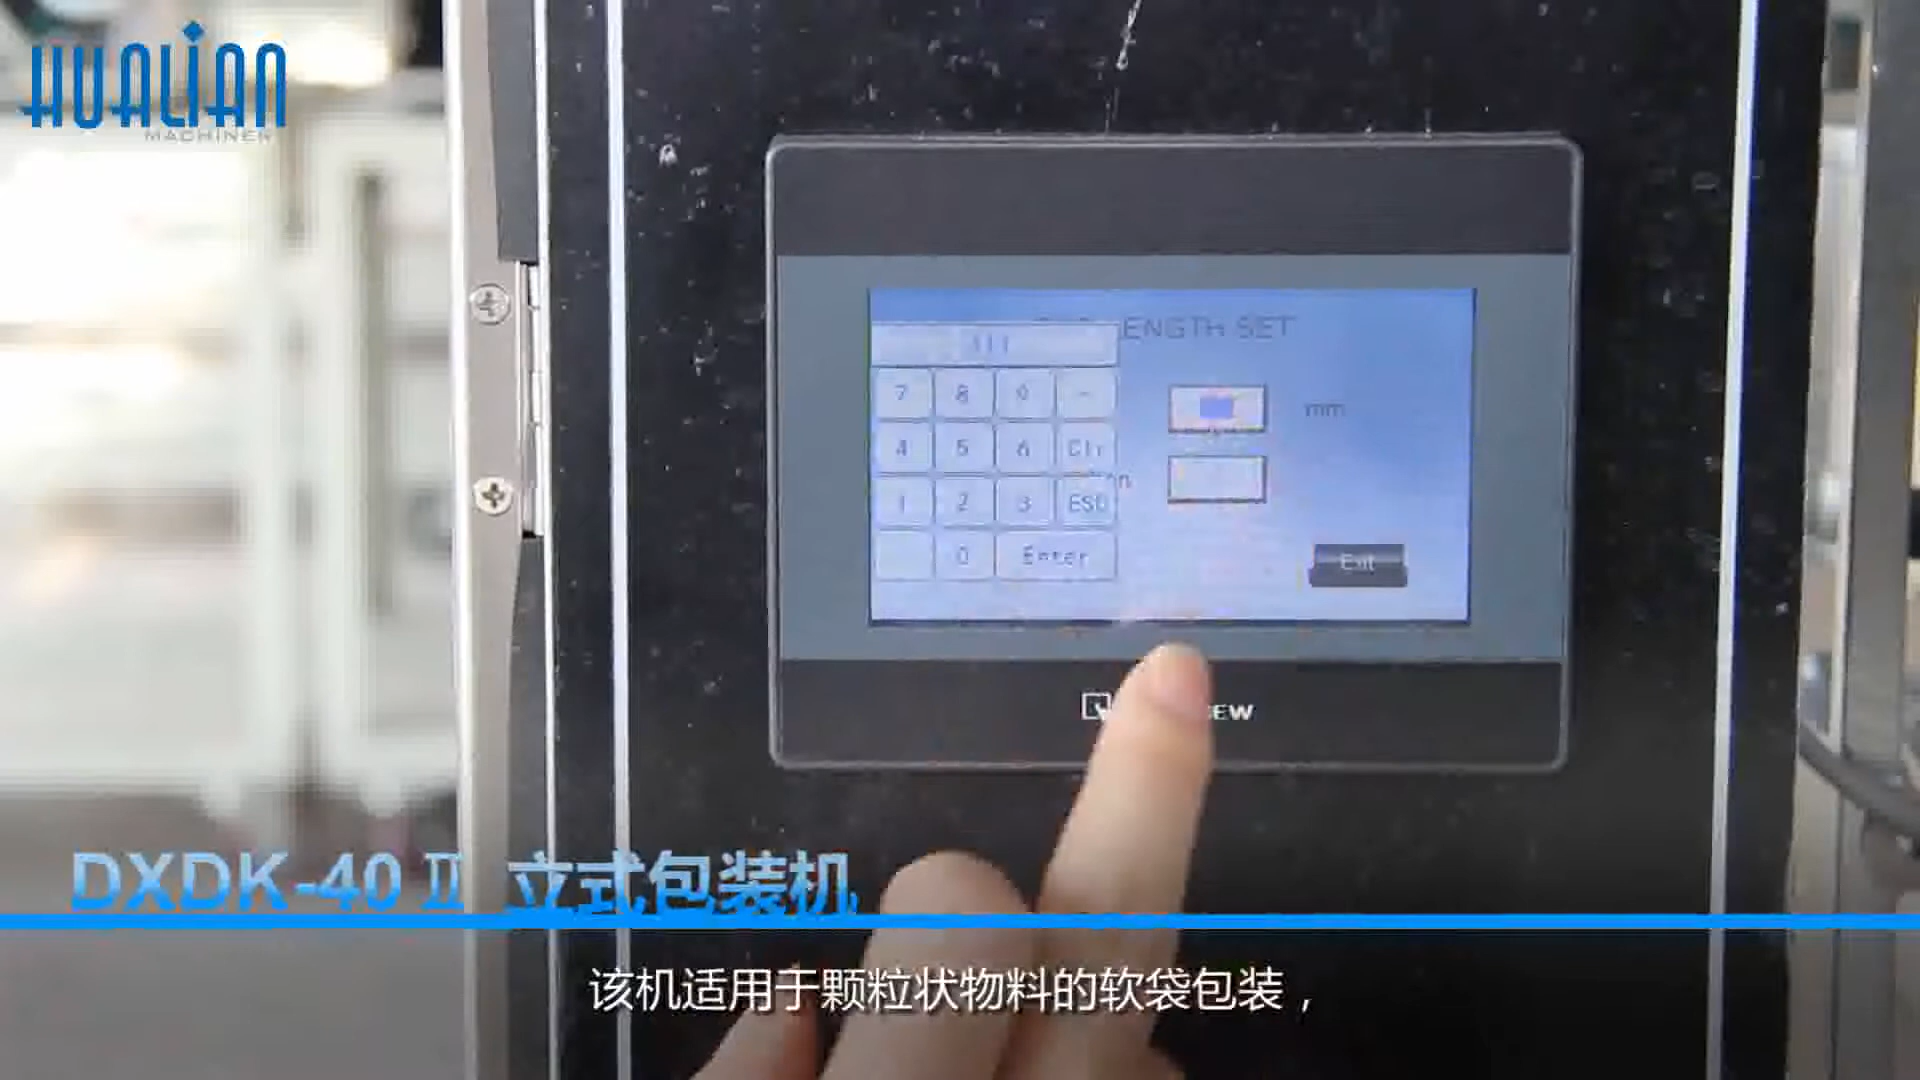 HUALIAN
MACHINER
ENGTH SET
7 8 9 -
4 5 6 Clr
1 2 3 ESC
0 Enter
mm
Exit
EW
DXDK-40Ⅱ 立式包装机
该机适用于颗粒状物料的软袋包装，